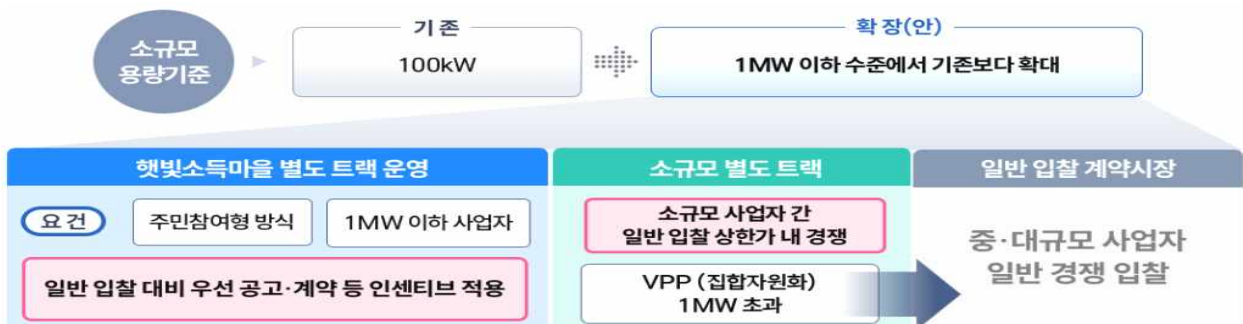 소규모
용량기준
기 존
100kW
확 장(안)
1MW 이하 수준에서 기존보다 확대
햇빛소득마을 별도 트랙 운영
요 건
주민참여형 방식
1MW 이하 사업자
일반 입찰 대비 우선 공고·계약 등 인센티브 적용
소규모 별도 트랙
소규모 사업자 간
일반 입찰 상한가 내 경쟁
VPP (집합자원화)
1MW 초과
일반 입찰 계약시장
중·대규모 사업자
일반 경쟁 입찰